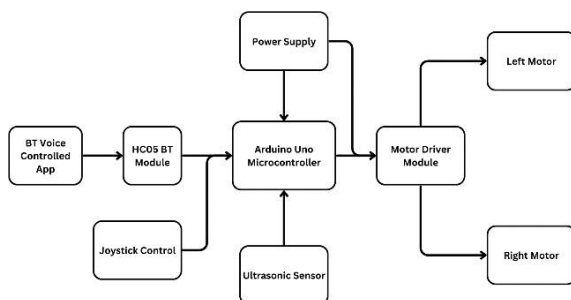 Power Supply
Left Motor
BT Voice
Controlled
App
HC05 BT
Module
Arduino Uno
Microcontroller
Motor Driver
Module
Joystick Control
Ultrasonic Sensor
Right Motor